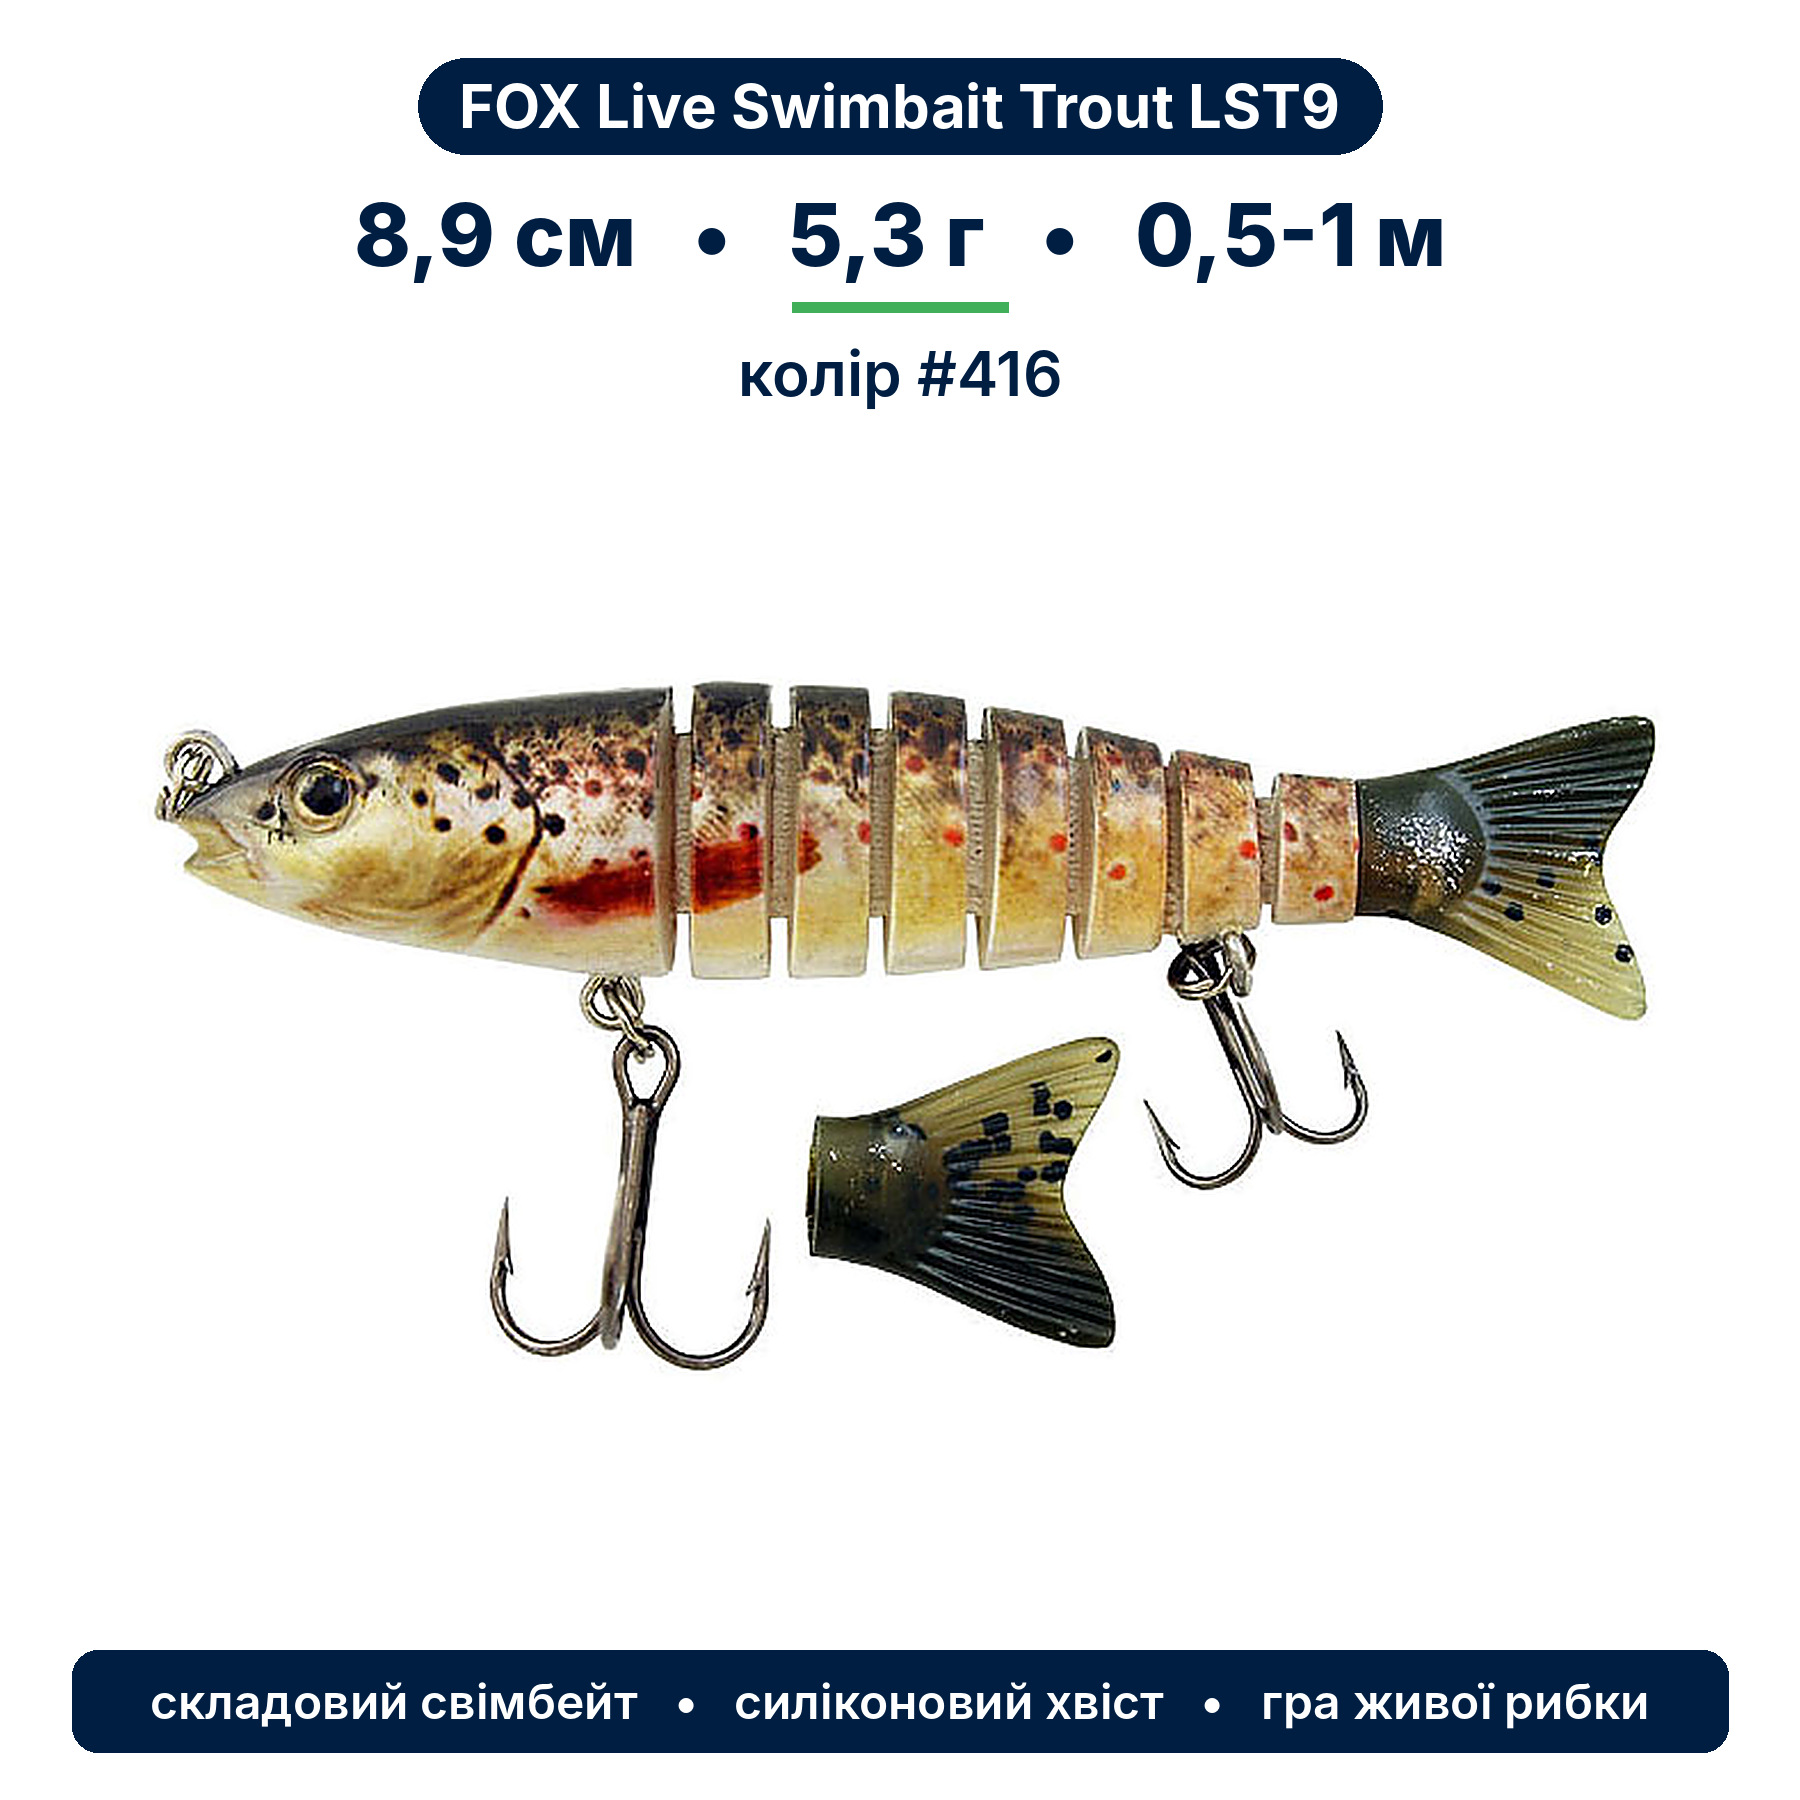 FOX Live Swimbait Trout LST9
8,9 см • 5,3 г • 0,5-1 м
колір #416
складовий свімбейт • силіконовий хвіст • гра живої рибки